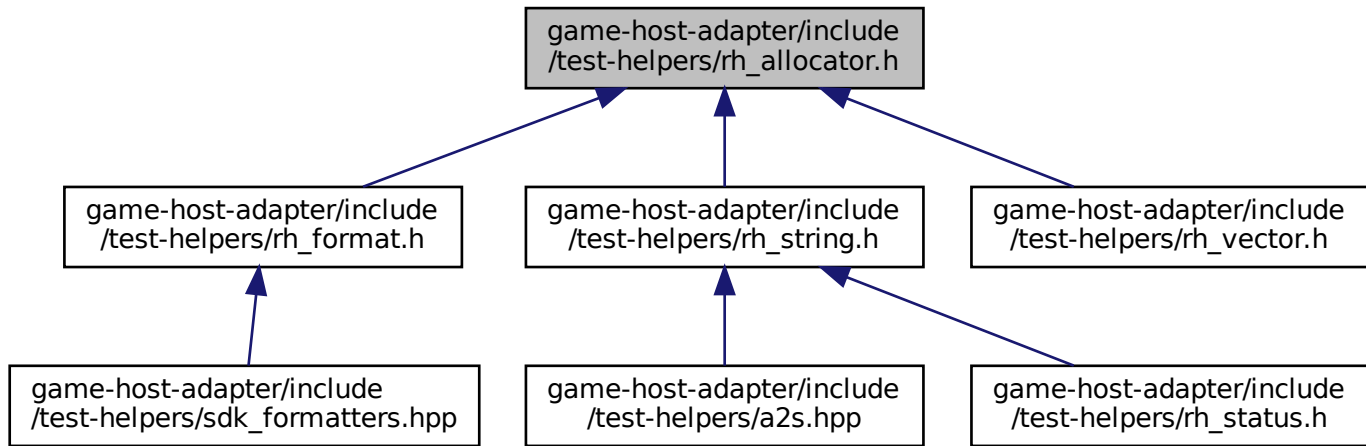 game-host-adapter/include
/test-helpers/rh_allocator.h
game-host-adapter/include
/test-helpers/rh_format.h
game-host-adapter/include
/test-helpers/rh_string.h
game-host-adapter/include
/test-helpers/rh_vector.h
game-host-adapter/include
/test-helpers/sdk_formatters.hpp
game-host-adapter/include
/test-helpers/a2s.hpp
game-host-adapter/include
/test-helpers/rh_status.h